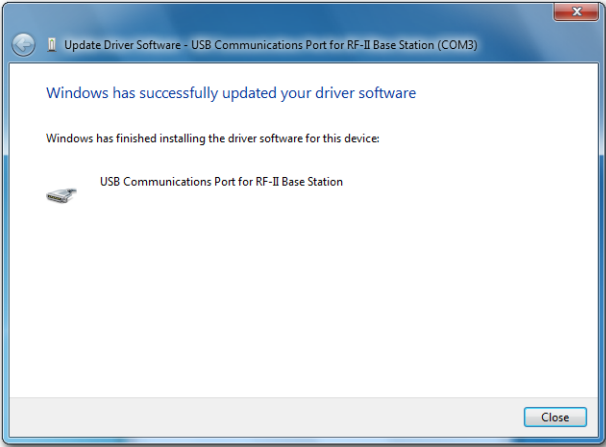 Update Driver Software - USB Communications Port for RF-II Base Station (COM3)
Windows has successfully updated your driver software
Windows has finished installing the driver software for this device:
USB Communications Port for RF-II Base Station
Close